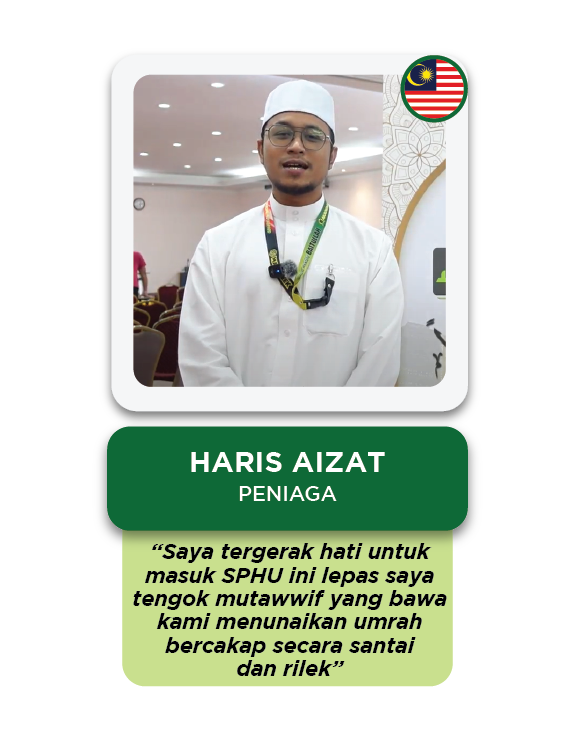 HARIS AIZAT
PENIAGA
“Saya tergerak hati untuk
masuk SPHU ini lepas saya
tengok mutawwif yang bawa
kami menunaikan umrah
bercakap secara santai
dan rilek”